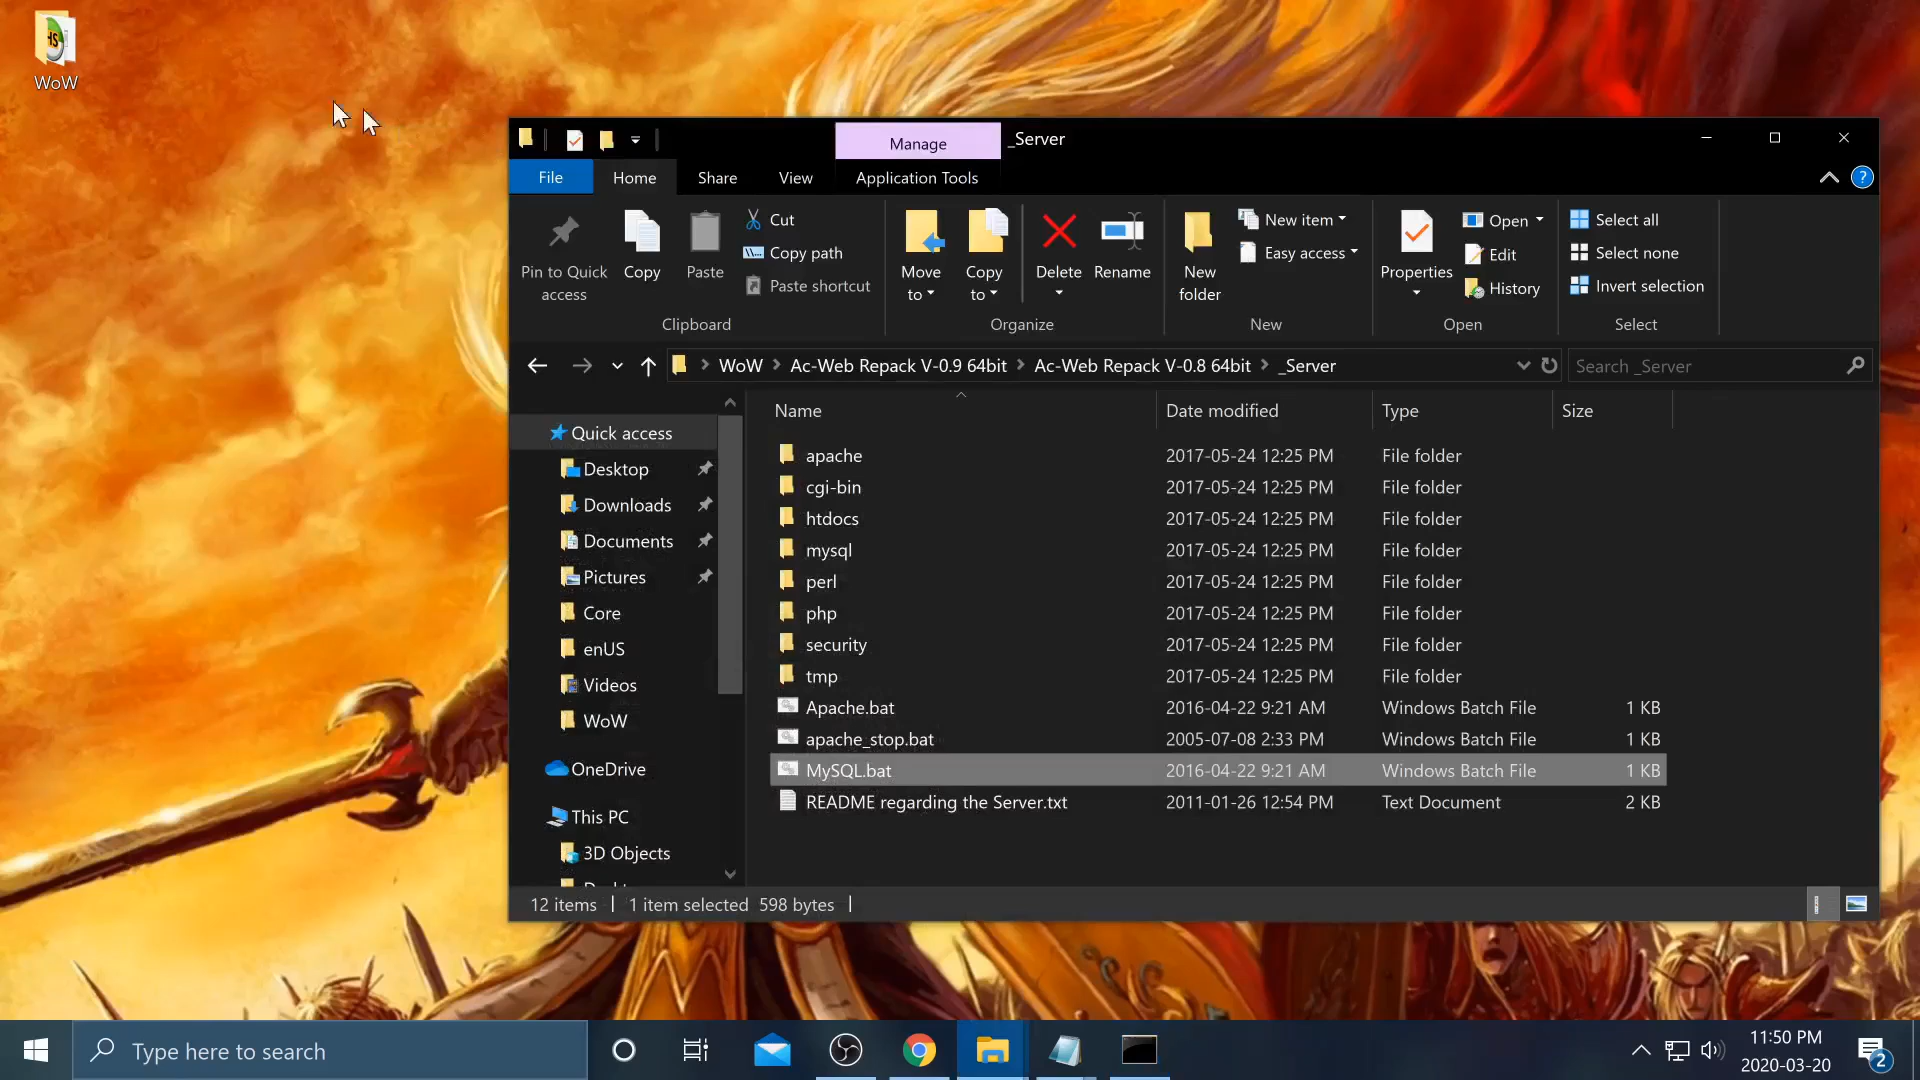 WoW
Manage
_Server
File
Home
Share
View
Application Tools
Pin to Quick access
Copy
Paste
Cut
Copy path
Paste shortcut
Clipboard
Move to
Copy to
Delete
Rename
Organize
New folder
New item
Easy access
New
Properties
Open
Edit
History
Open
Select all
Select none
Invert selection
Select
WoW
Ac-Web Repack V-0.9 64bit
Ac-Web Repack V-0.8 64bit
_Server
Search _Server
Quick access
Desktop
Downloads
Documents
Pictures
Core
enUS
Videos
WoW
OneDrive
This PC
3D Objects
Name Date modified Type Size
apache 2017-05-24 12:25 PM File folder
cgi-bin 2017-05-24 12:25 PM File folder
htdocs 2017-05-24 12:25 PM File folder
mysql 2017-05-24 12:25 PM File folder
perl 2017-05-24 12:25 PM File folder
php 2017-05-24 12:25 PM File folder
security 2017-05-24 12:25 PM File folder
tmp 2017-05-24 12:25 PM File folder
Apache.bat 2016-04-22 9:21 AM Windows Batch File 1 KB
apache_stop.bat 2005-07-08 2:33 PM Windows Batch File 1 KB
MySQL.bat 2016-04-22 9:21 AM Windows Batch File 1 KB
README regarding the Server.txt 2011-01-26 12:54 PM Text Document 2 KB
12 items 1 item selected 598 bytes
Type here to search
11:50 PM
2020-03-20
2